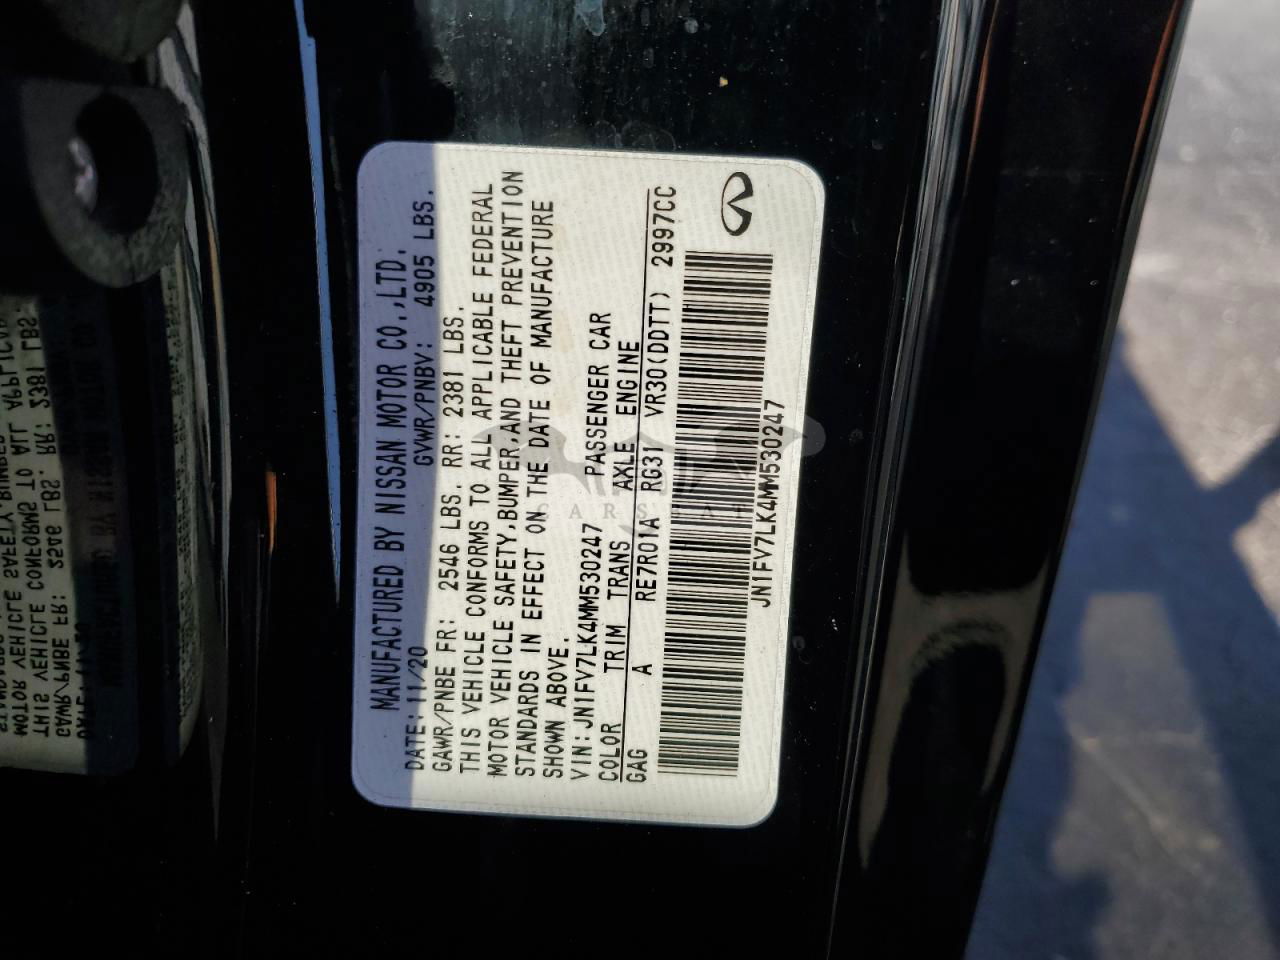 MANUFACTURED BY NISSAN MOTOR CO.,LTD.
DATE:11/20 GVWR/PNBV: 4905 LBS.
GAWR/PNBE FR: 2546 LBS. RR: 2381 LBS.
THIS VEHICLE CONFORMS TO ALL APPLICABLE FEDERAL
MOTOR VEHICLE SAFETY,BUMPER,AND THEFT PREVENTION
STANDARDS IN EFFECT ON THE DATE OF MANUFACTURE
SHOWN ABOVE.
VIN:JN1FV7LK4MM530247 PASSENGER CAR
COLOR TRIM TRANS AXLE ENGINE
GAG A RE7R01A RG31 VR30(DDTT) 2997CC
JN1FV7LK4MM530247
CARSEAT